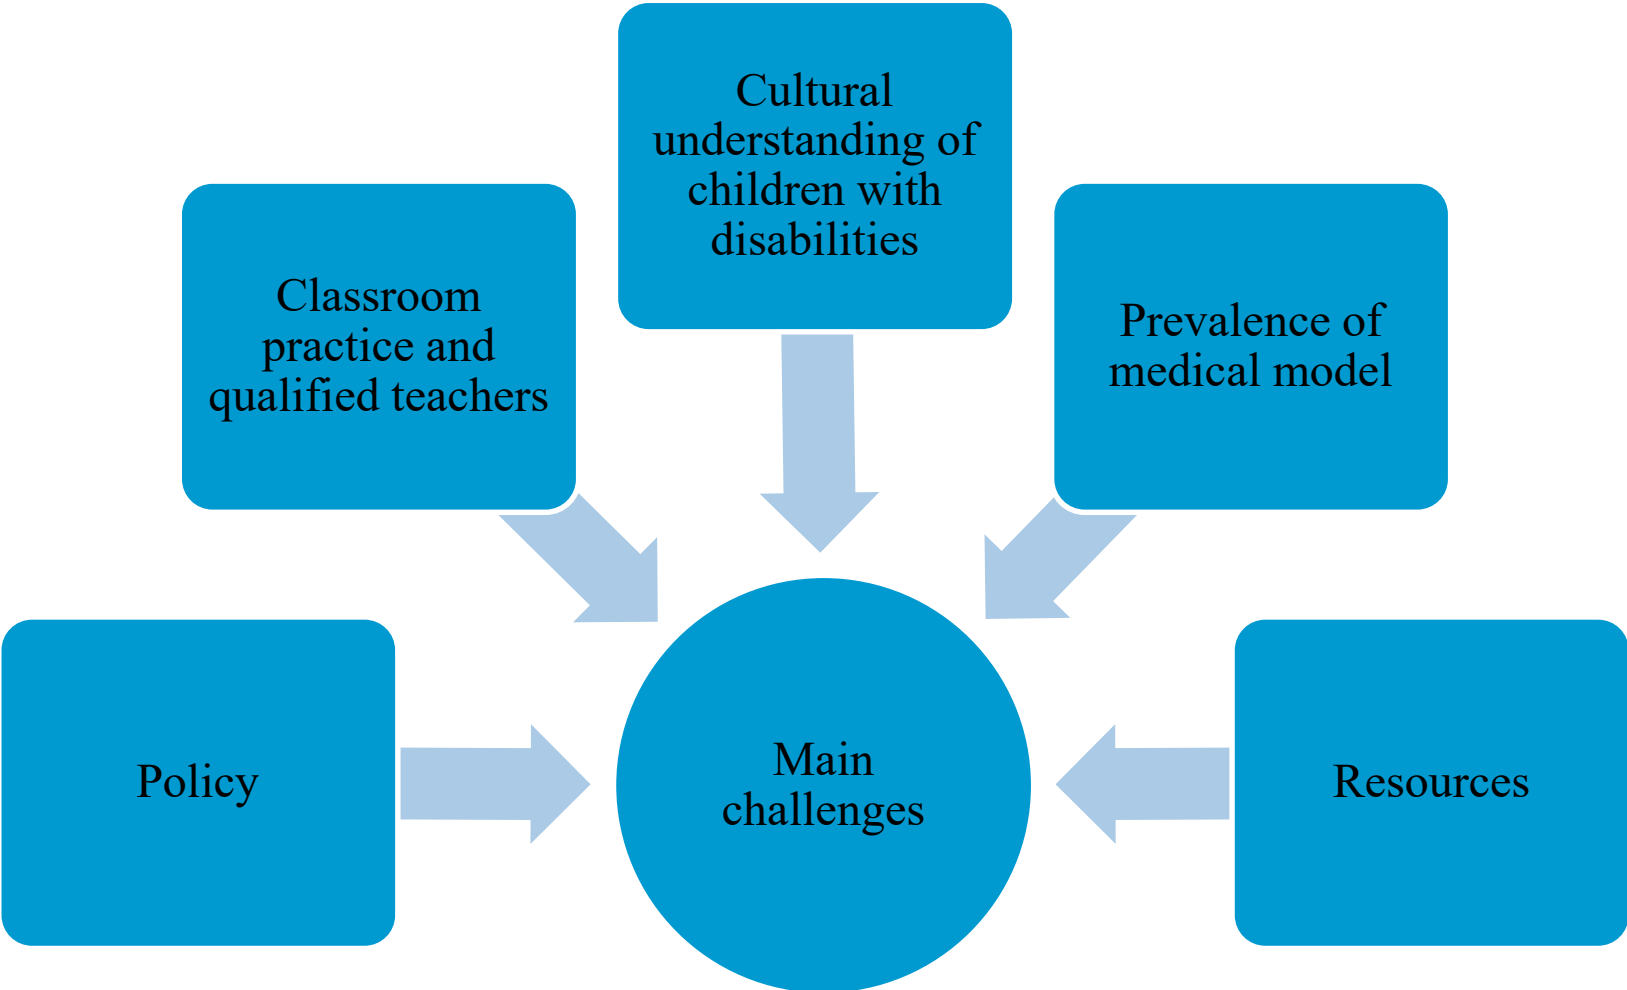 Cultural
understanding of
children with
disabilities
Classroom
practice and
qualified teachers
Prevalence of
medical model
Policy
Main
challenges
Resources